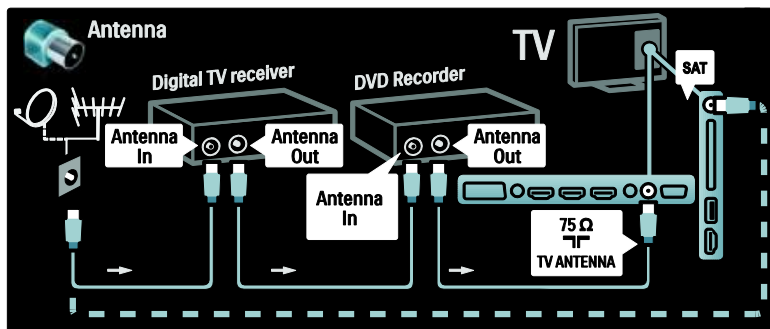 Antenna
TV
Digital TV receiver
DVD Recorder
SAT
Antenna
In
Antenna
Out
Antenna
Out
Antenna
In
75 Ω
TV ANTENNA